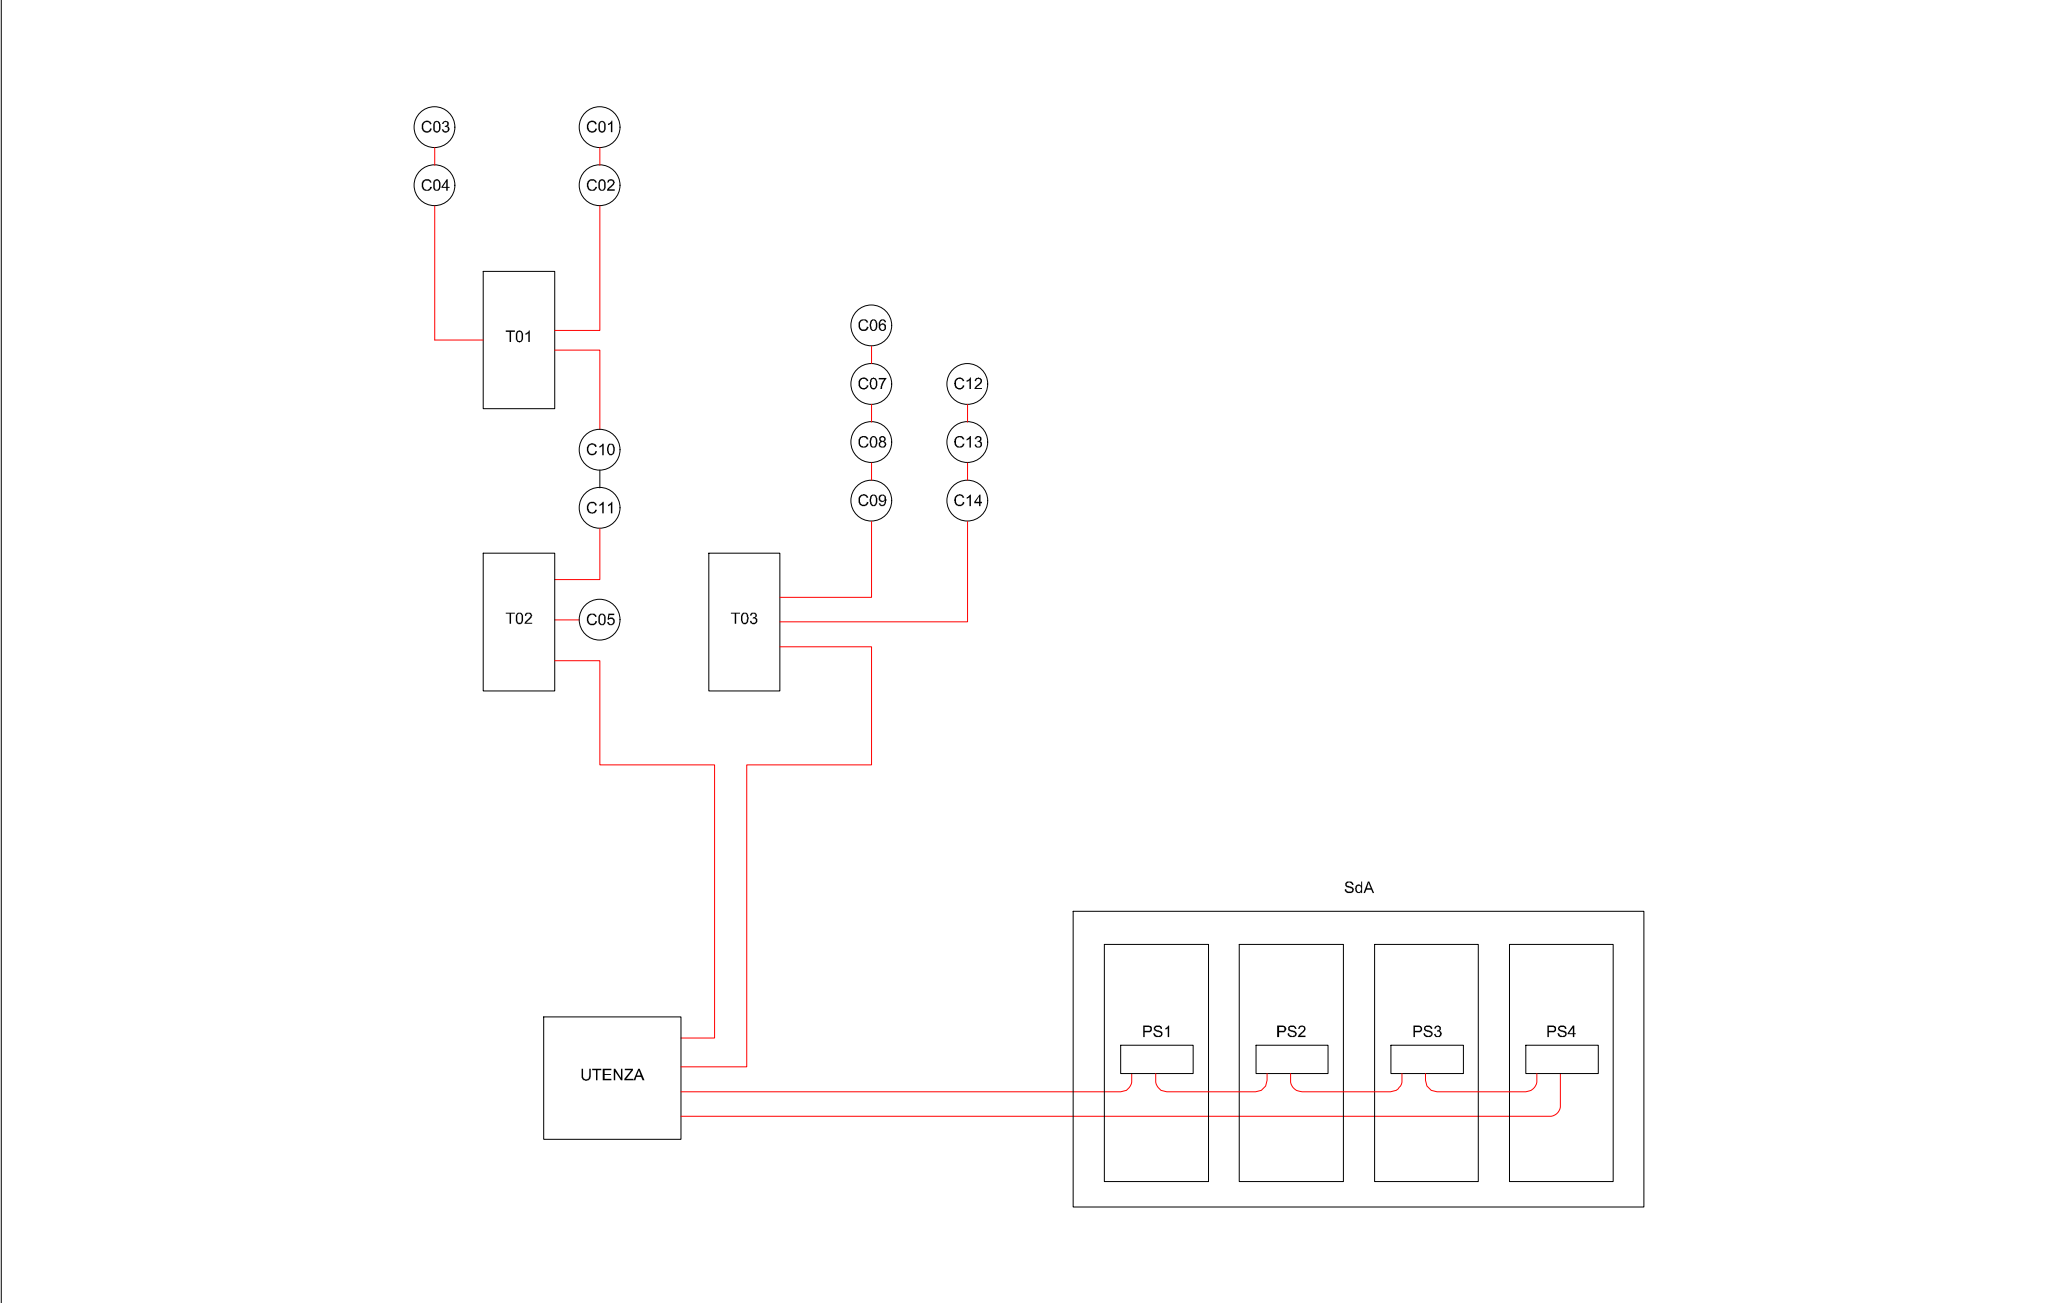 C03
C01
C04
C02
T01
C06
C07
C12
C08
C13
C10
C09
C14
C11
T02
C05
T03
SdA
PS1
PS2
PS3
PS4
UTENZA